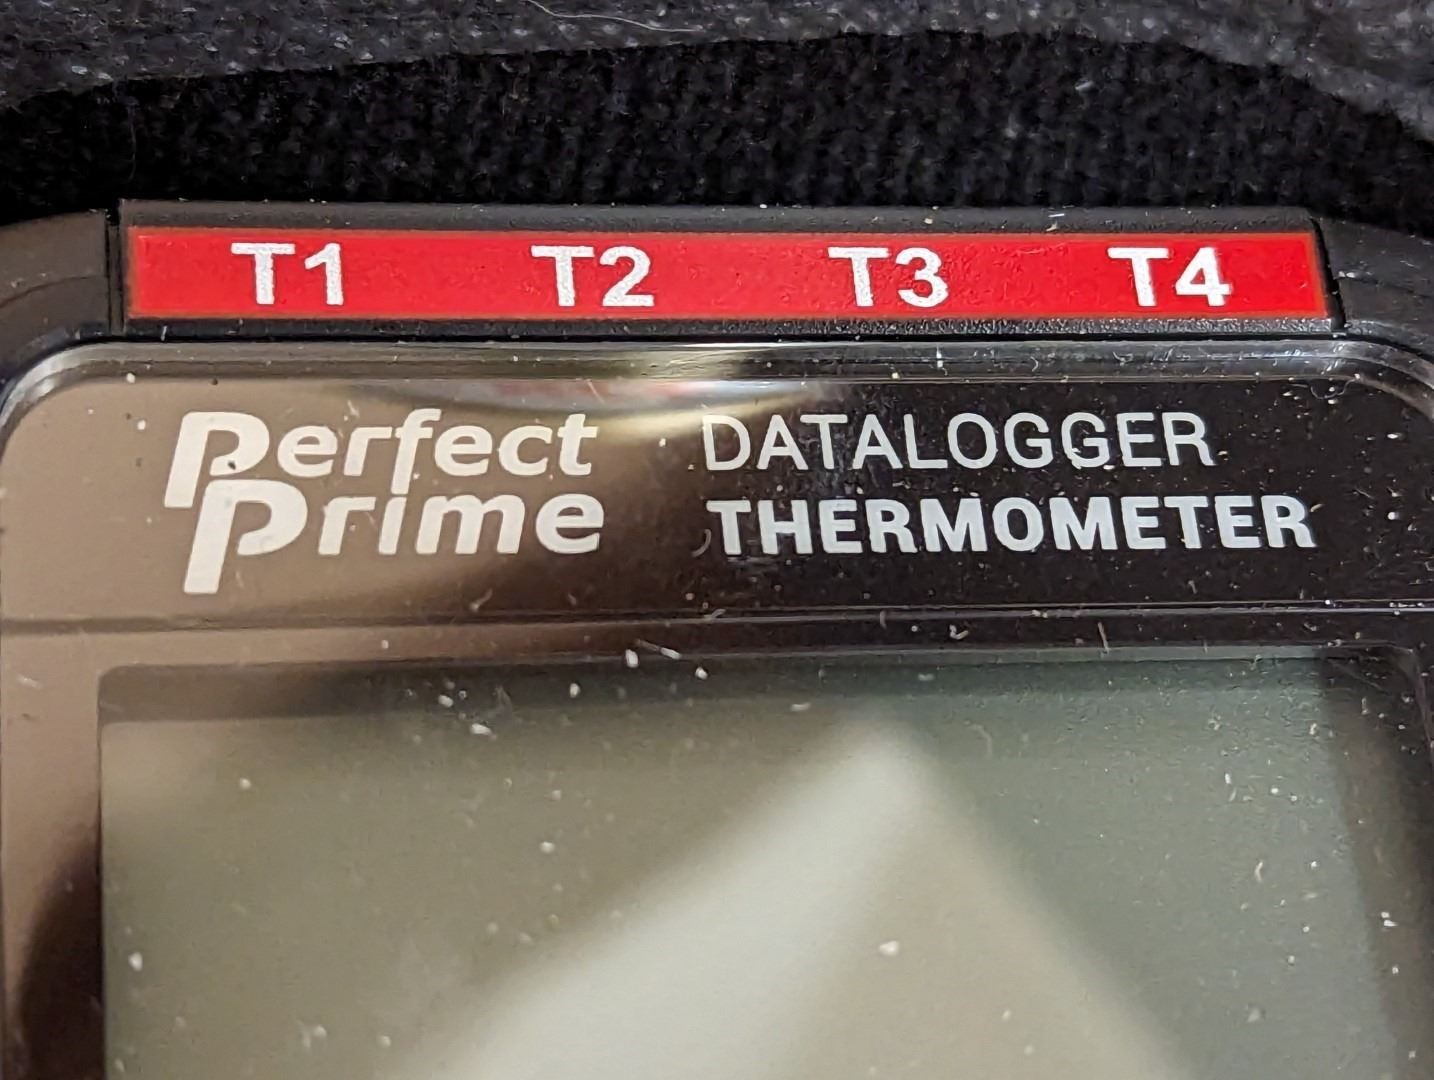 T1 T2 T3 T4
Perfect
Prime
DATALOGGER
THERMOMETER